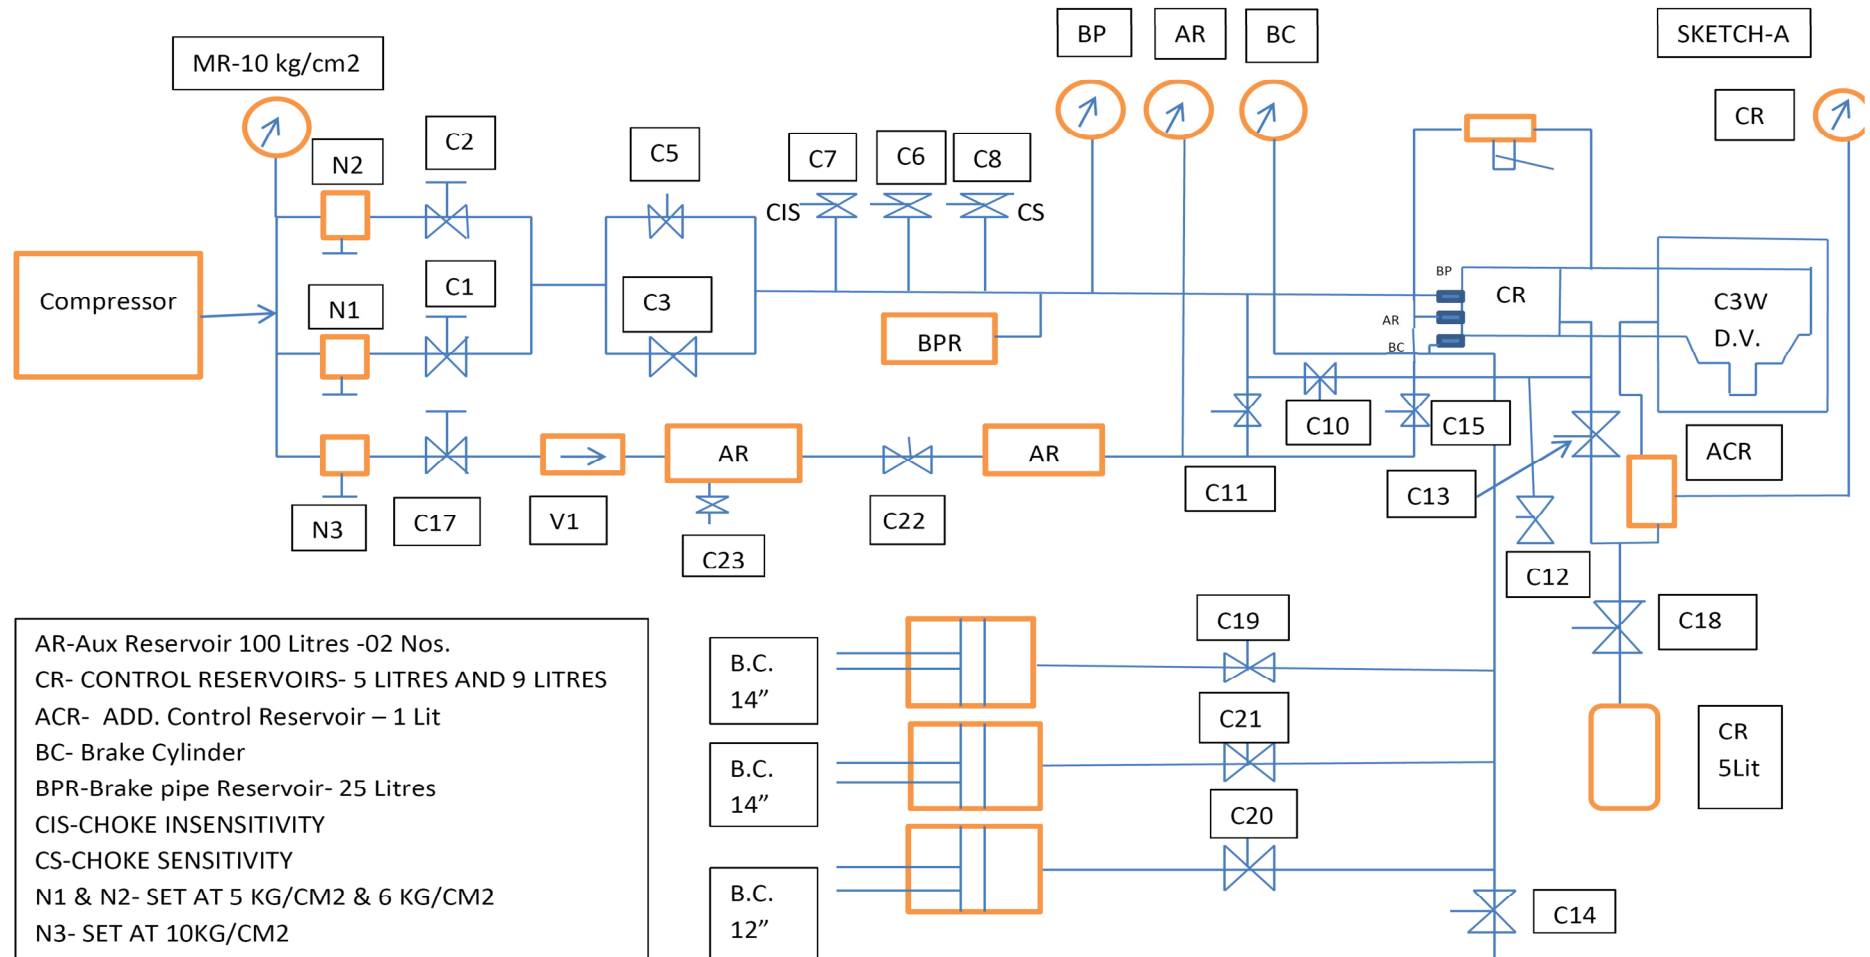 BP
AR
BC
SKETCH-A
MR-10 kg/cm2
CR
N2
C2
C5
C7
C6
C8
CIS
CS
Compressor
N1
C1
C3
BPR
BP
AR
BC
CR
C3W
D.V.
C10
C15
AR
AR
ACR
N3
C17
V1
C23
C22
C11
C13
C12
C18
AR-Aux Reservoir 100 Litres -02 Nos.
CR- CONTROL RESERVOIRS- 5 LITRES AND 9 LITRES
ACR-  ADD. Control Reservoir – 1 Lit
BC- Brake Cylinder
BPR-Brake pipe Reservoir- 25 Litres
CIS-CHOKE INSENSITIVITY
CS-CHOKE SENSITIVITY
N1 & N2- SET AT 5 KG/CM2 & 6 KG/CM2
N3- SET AT 10KG/CM2
B.C.
14”
C19
B.C.
14”
C21
B.C.
12”
C20
CR
5Lit
C14